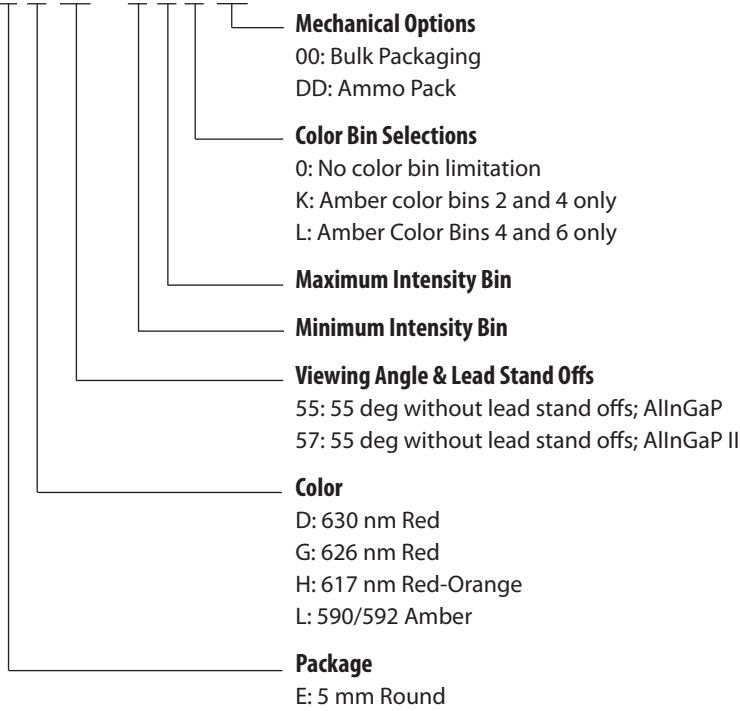 Mechanical Options
00: Bulk Packaging
DD: Ammo Pack
Color Bin Selections
0: No color bin limitation
K: Amber color bins 2 and 4 only
L: Amber Color Bins 4 and 6 only
Maximum Intensity Bin
Minimum Intensity Bin
Viewing Angle & Lead Stand Offs
55: 55 deg without lead stand offs; AlInGaP
57: 55 deg without lead stand offs; AlInGaP II
Color
D: 630 nm Red
G: 626 nm Red
H: 617 nm Red-Orange
L: 590/592 Amber
Package
E: 5 mm Round